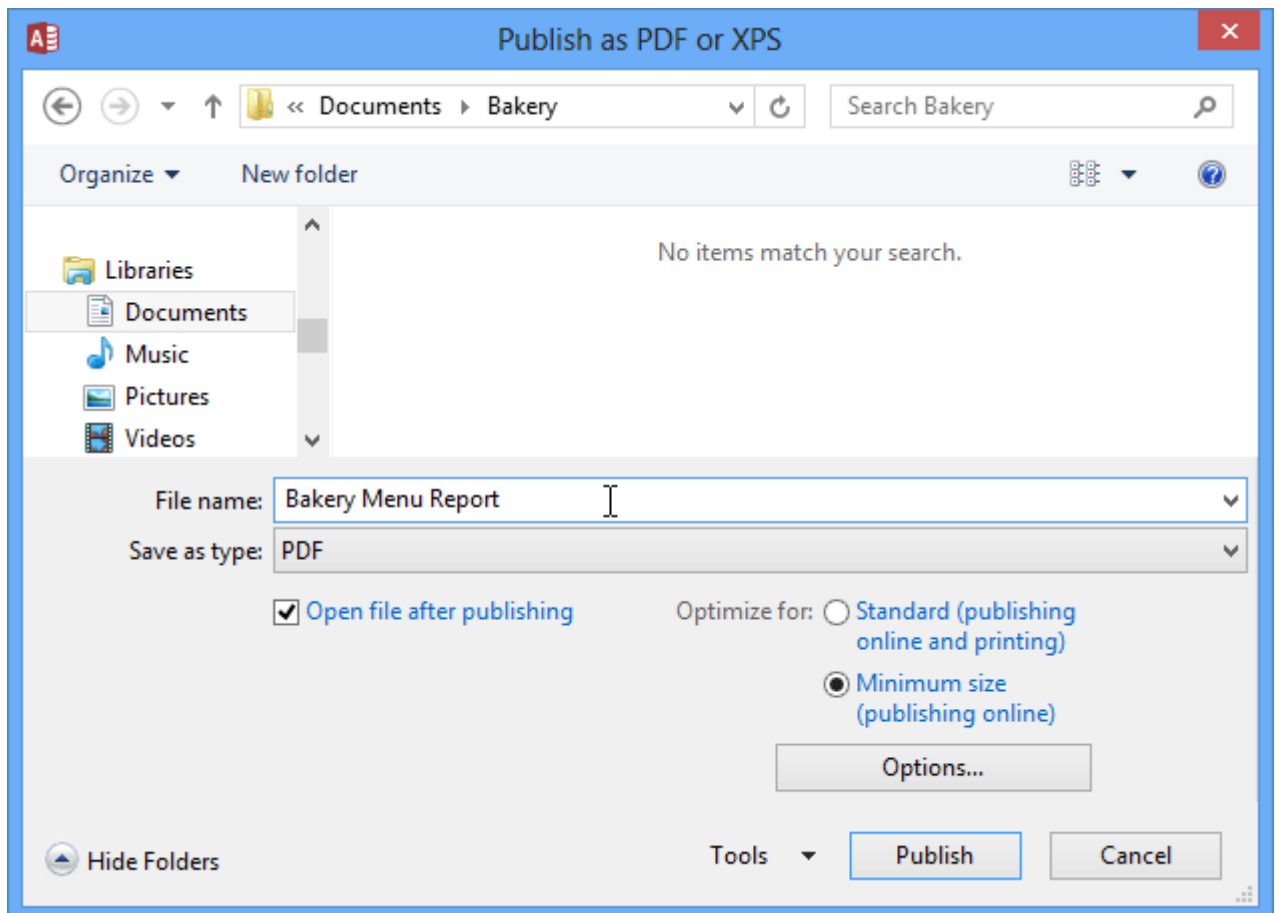 Publish as PDF or XPS
« Documents Bakery
Search Bakery
Organize
New folder
No items match your search.
Libraries
Documents
Music
Pictures
Videos
File name: Bakery Menu Report
Save as type: PDF
Open file after publishing
Optimize for:
Standard (publishing
online and printing)
Minimum size
(publishing online)
Options...
Hide Folders
Tools
Publish
Cancel